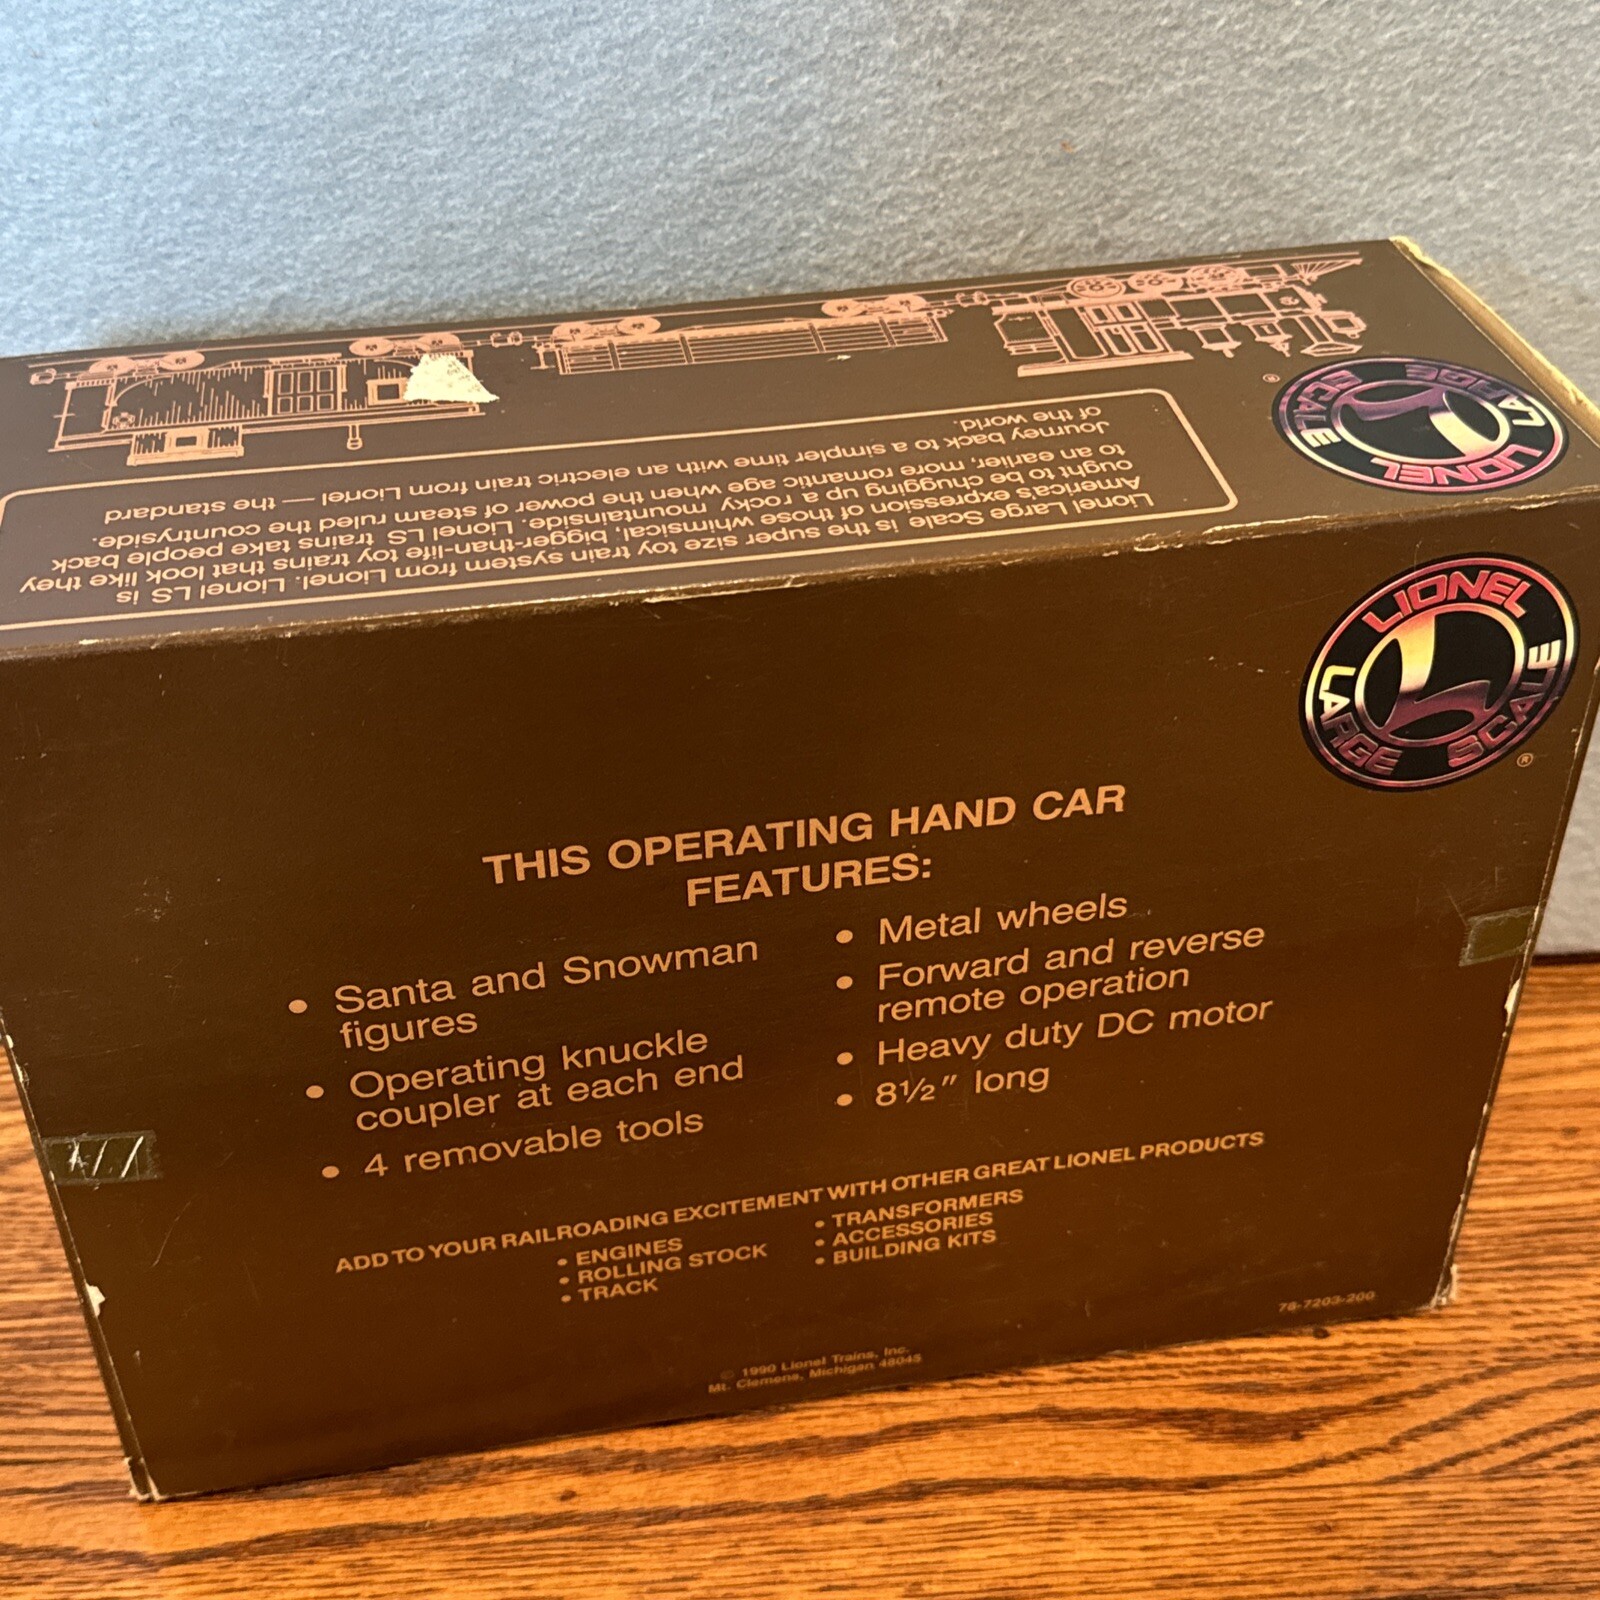 Lionel Large Scale is the super size toy train system from Lionel. Lionel LS is
America's expression of those whimsical, bigger-than-life toy trains that look like they
ought to be chugging up a rocky mountainside. Lionel LS trains take people back
to an earlier, more romantic age when the power of steam ruled the countryside.
Journey back to a simpler time with an electric train from Lionel — the standard
of the world.
LIONEL
LARGE SCALE
®
LIONEL
LARGE SCALE
®
THIS OPERATING HAND CAR
FEATURES:
• Santa and Snowman
figures
• Operating knuckle
coupler at each end
• 4 removable tools
• Metal wheels
• Forward and reverse
remote operation
• Heavy duty DC motor
• 8½″ long
ADD TO YOUR RAILROADING EXCITEMENT WITH OTHER GREAT LIONEL PRODUCTS
• ENGINES
• ROLLING STOCK
• TRACK
• TRANSFORMERS
• ACCESSORIES
• BUILDING KITS
78-7203-200
© 1990 Lionel Trains, Inc.
Mt. Clemens, Michigan 48045